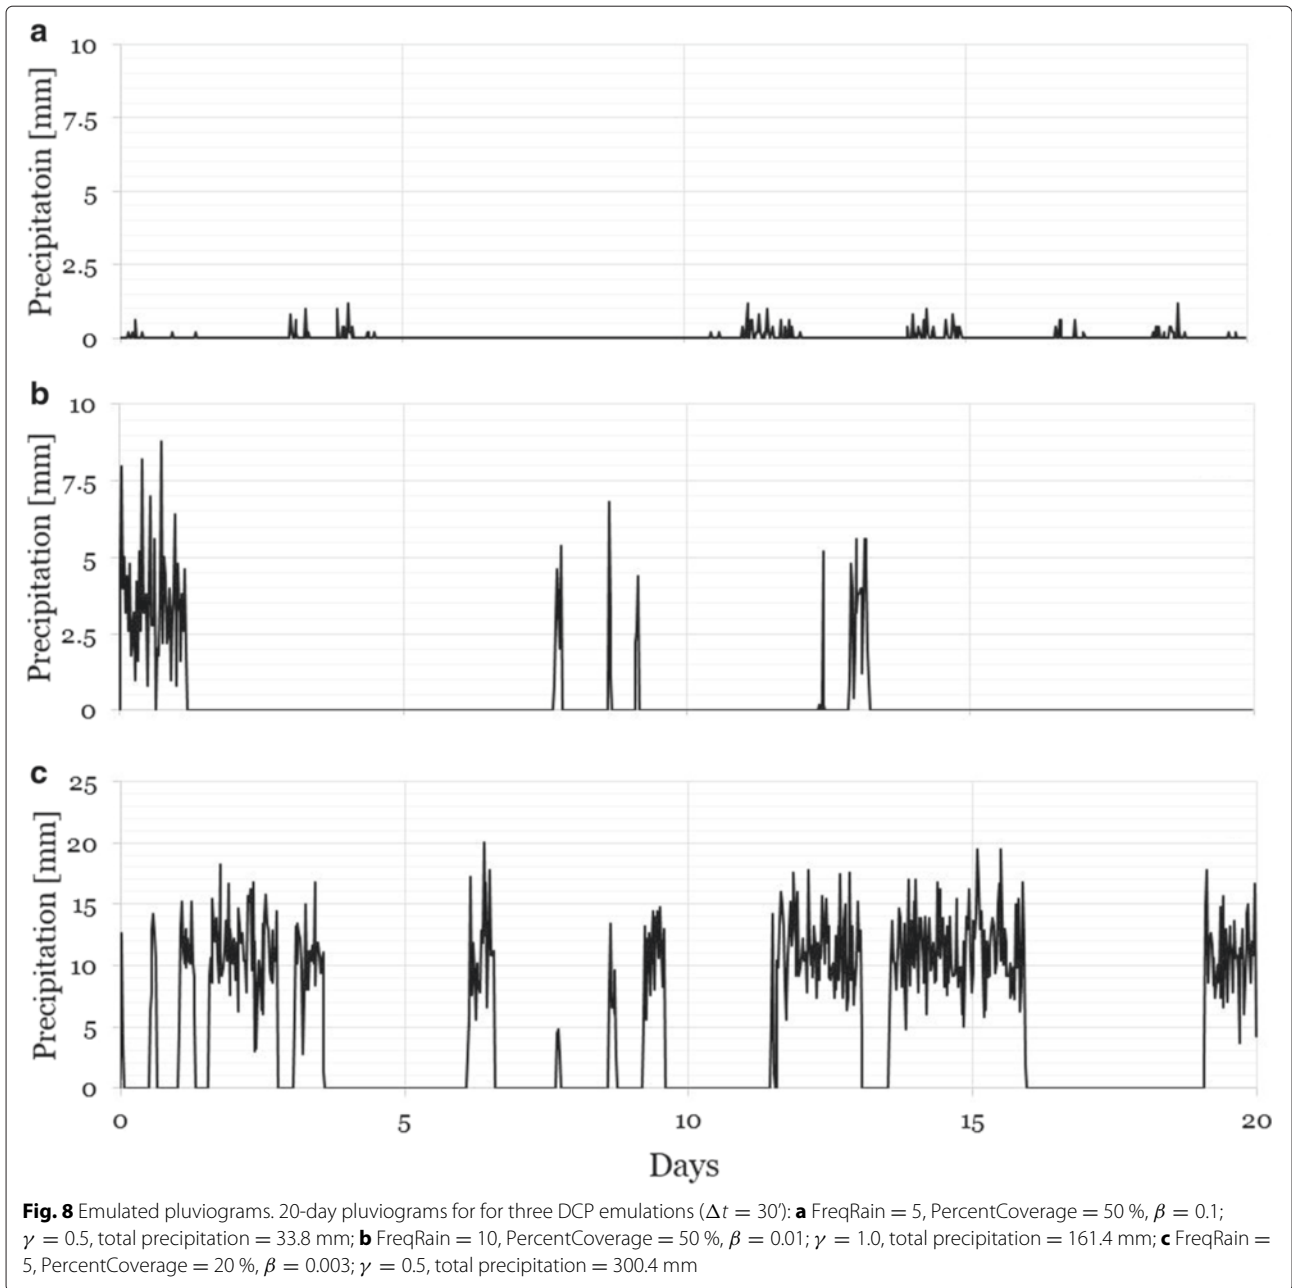 a
10
7.5
5
2.5
0
Precipitatoin [mm]
b
10
7.5
5
2.5
0
Precipitation [mm]
c
25
20
15
10
5
0
Precipitation [mm]
0 5 10 15 20
Days
Fig. 8 Emulated pluviograms. 20-day pluviograms for for three DCP emulations (Δt = 30′): a FreqRain = 5, PercentCoverage = 50 %, β = 0.1;
γ = 0.5, total precipitation = 33.8 mm; b FreqRain = 10, PercentCoverage = 50 %, β = 0.01; γ = 1.0, total precipitation = 161.4 mm; c FreqRain =
5, PercentCoverage = 20 %, β = 0.003; γ = 0.5, total precipitation = 300.4 mm